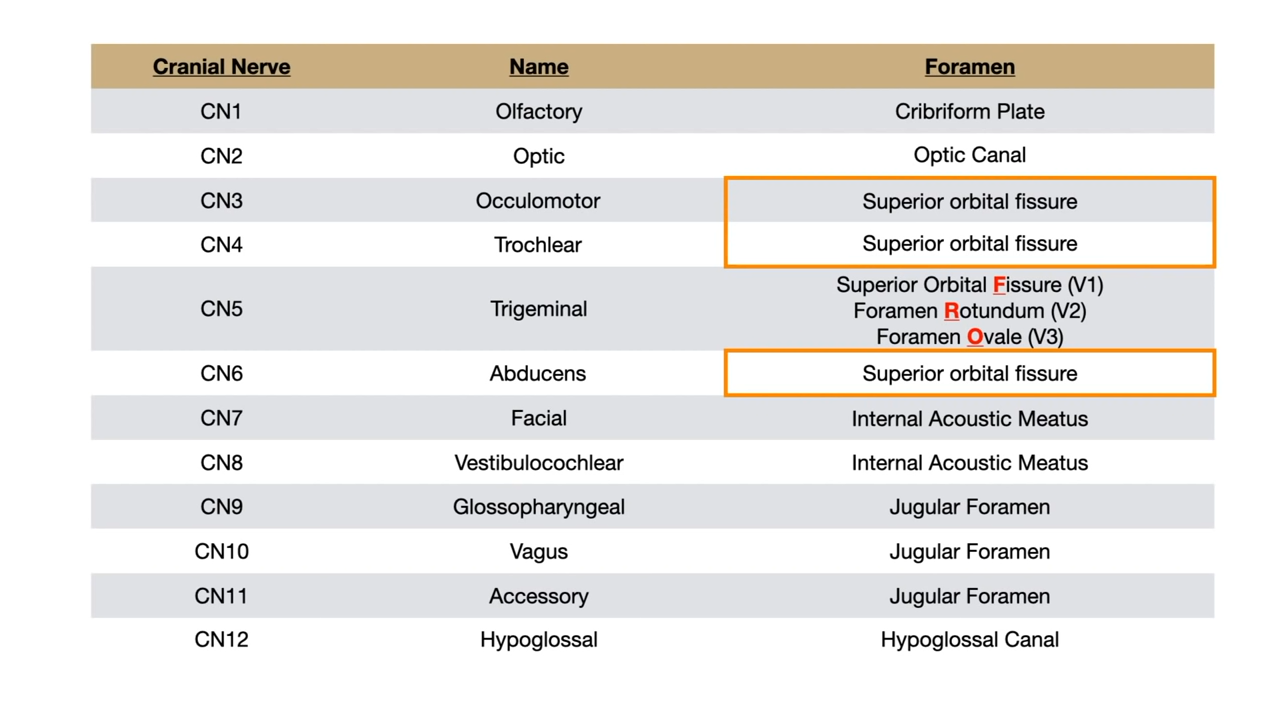 Cranial Nerve Name Foramen
CN1 Olfactory Cribriform Plate
CN2 Optic Optic Canal
CN3 Occulomotor Superior orbital fissure
CN4 Trochlear Superior orbital fissure
CN5 Trigeminal Superior Orbital Fissure (V1)
Foramen Rotundum (V2)
Foramen Ovale (V3)
CN6 Abducens Superior orbital fissure
CN7 Facial Internal Acoustic Meatus
CN8 Vestibulocochlear Internal Acoustic Meatus
CN9 Glossopharyngeal Jugular Foramen
CN10 Vagus Jugular Foramen
CN11 Accessory Jugular Foramen
CN12 Hypoglossal Hypoglossal Canal